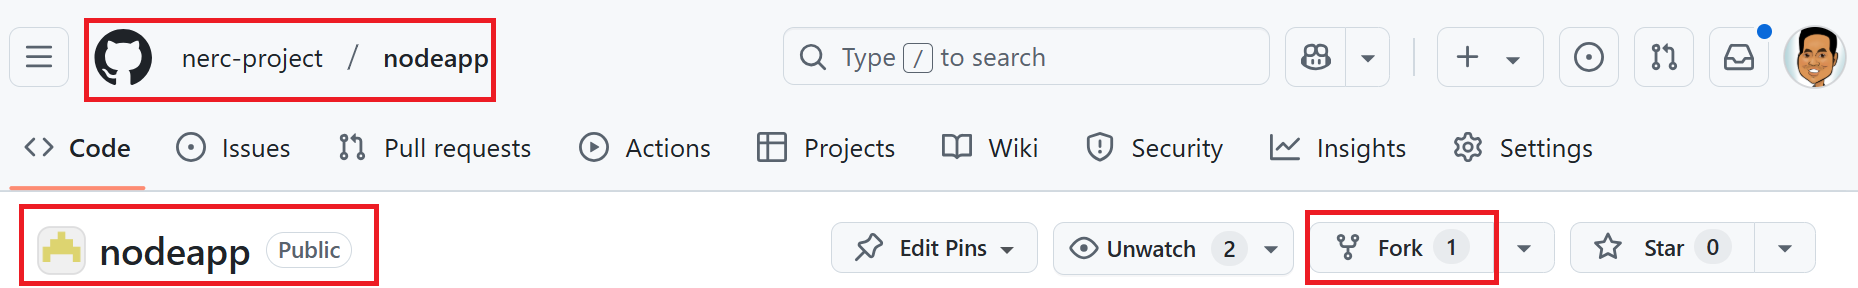 nerc-project / nodeapp Type / to search
Code Issues Pull requests Actions Projects Wiki Security Insights Settings
nodeapp Public Edit Pins Unwatch 2 Fork 1 Star 0